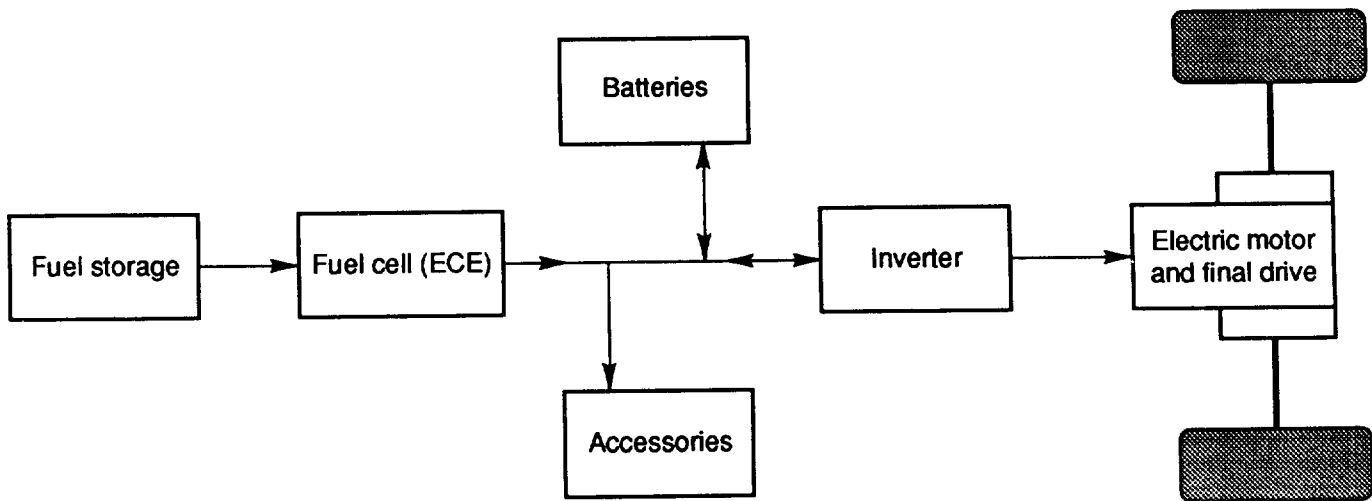 Batteries
Fuel storage
Fuel cell (ECE)
Inverter
Electric motor
and final drive
Accessories